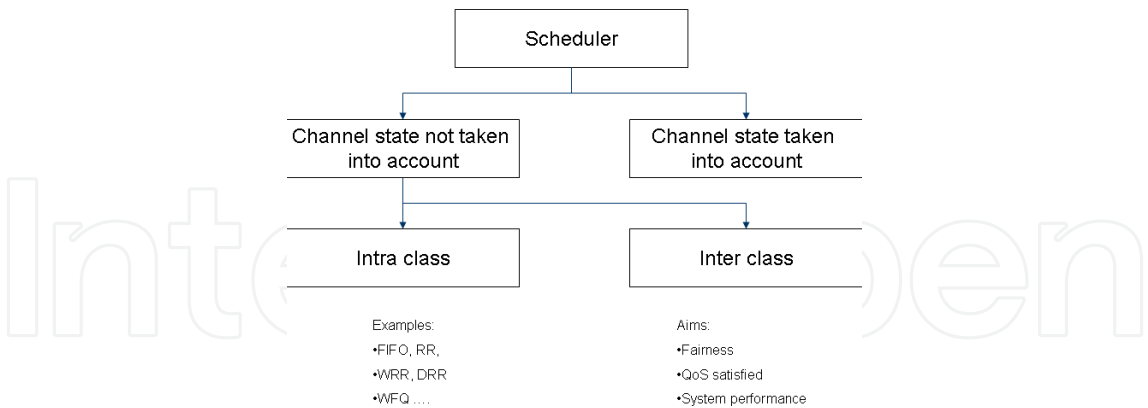 Scheduler
Channel state not taken
into account
Channel state taken
into account
Intra class
Inter class
Examples:
•FIFO, RR,
•WRR, DRR
•WFQ ....
Aims:
•Fairness
•QoS satisfied
•System performance